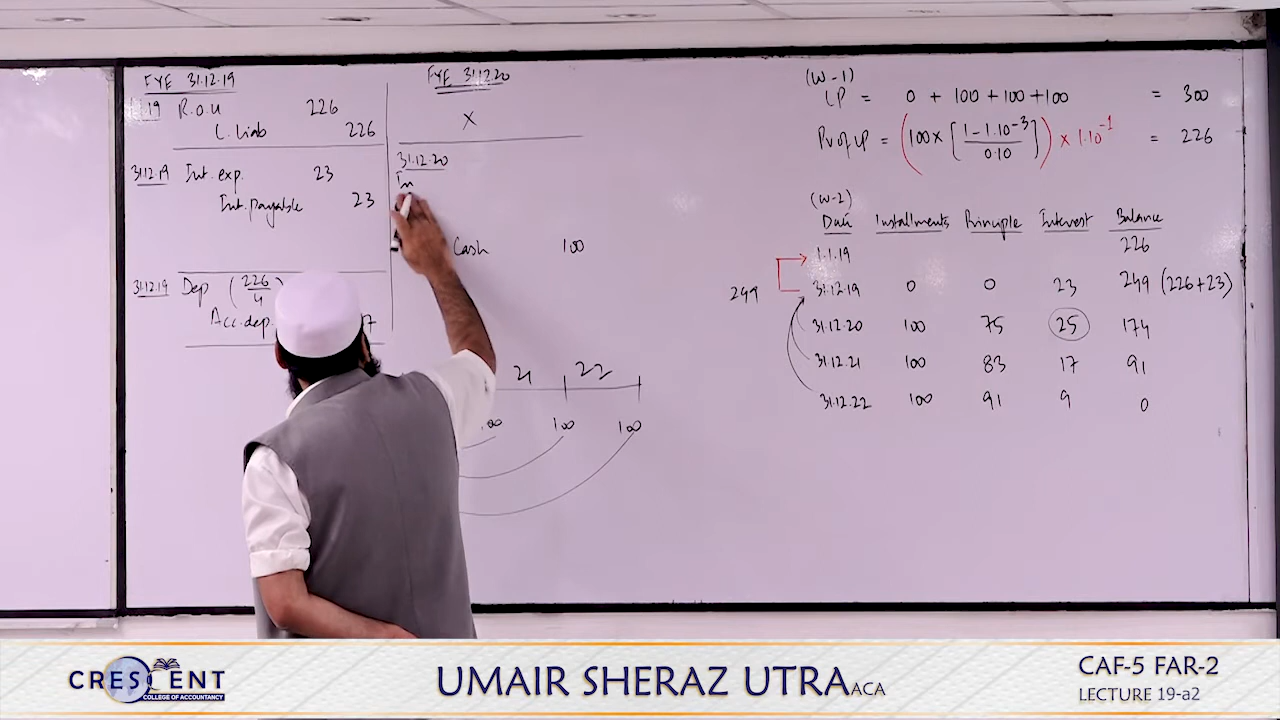 FYE 31.12.19
1.19 R.O.U 226
L. Liab 226
31.12.19 Int. exp. 23
Int. payable 23
31.12.19 Dep (226/4)
Acc. dep. 7
FYE 31.12.20
X
31.12.20
In
Cash 100
21 22
100 100 100
(W-1)
LP = 0 + 100 + 100 + 100 = 300
PV of LP = (100 x [1 - 1.10⁻³ / 0.10]) x 1.10⁻¹ = 226
(W-2)
Date Installments Principle Interest Balance
226
1.1.19
249 31.12.19 0 0 23 249 (226+23)
31.12.20 100 75 25 174
31.12.21 100 83 17 91
31.12.22 100 91 9 0
CRESCENT
COLLEGE OF ACCOUNTANCY
UMAIR SHERAZ UTRA ACA
CAF-5 FAR-2
LECTURE 19-a2